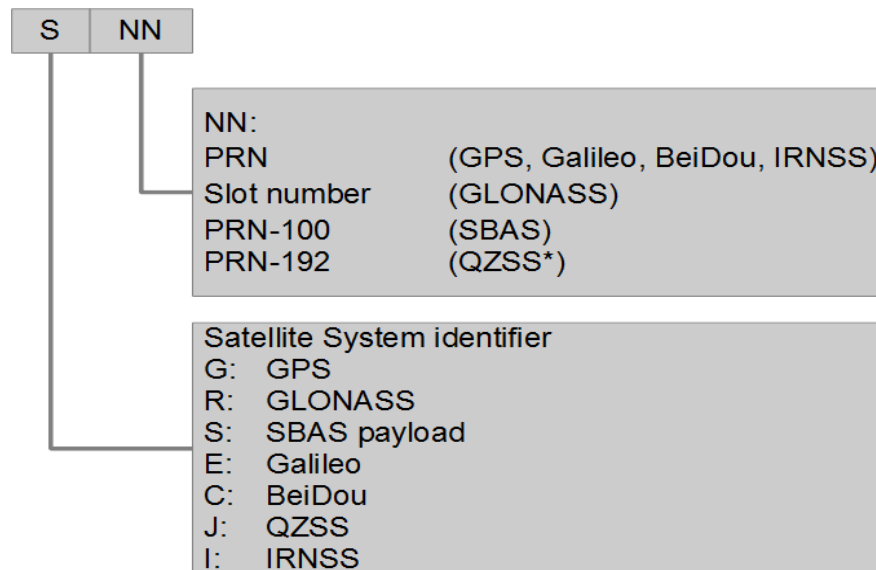 S NN
NN:
PRN (GPS, Galileo, BeiDou, IRNSS)
Slot number (GLONASS)
PRN-100 (SBAS)
PRN-192 (QZSS*)
Satellite System identifier
G: GPS
R: GLONASS
S: SBAS payload
E: Galileo
C: BeiDou
J: QZSS
I: IRNSS